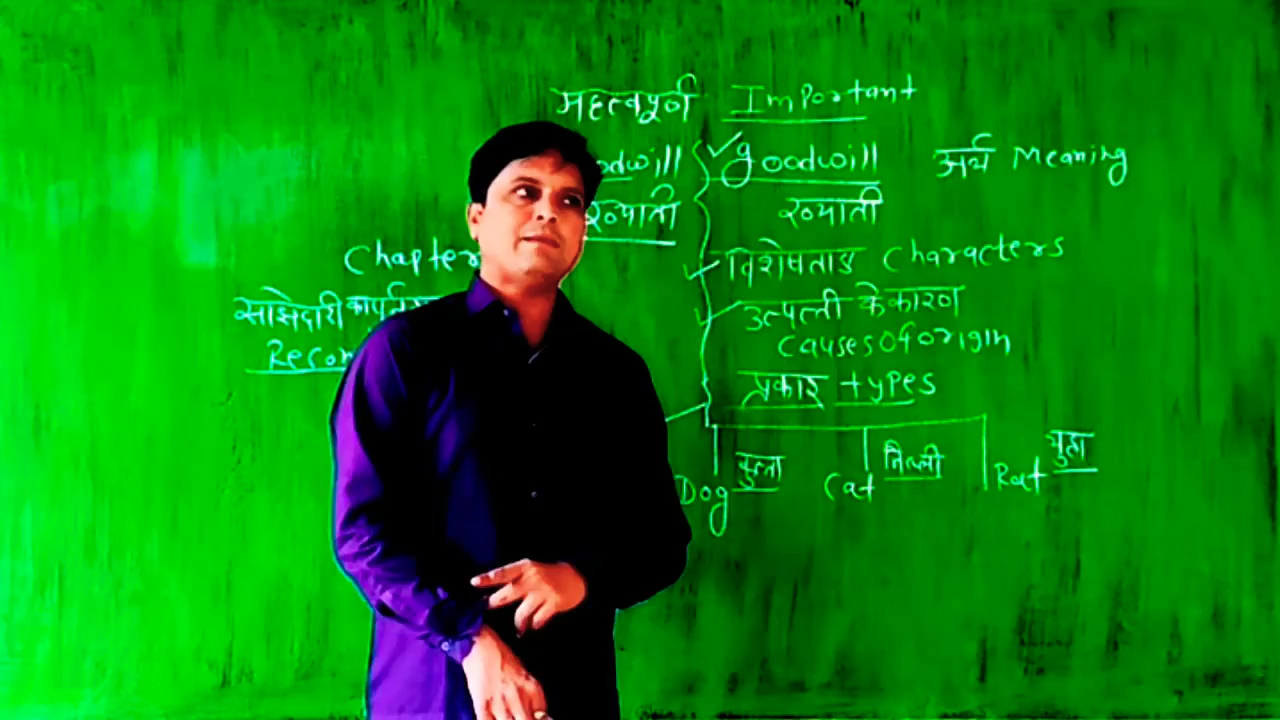 महत्वपूर्ण Important
odwill goodwill अर्थ Meaning
ख्याती ख्याती
Chapter विशेषताऐ Characters
साझेदारी का उत्पत्ती के कारण
Recon causes of origin
प्रकार types
Dog कुत्ता Cat बिल्ली Rat चुहा